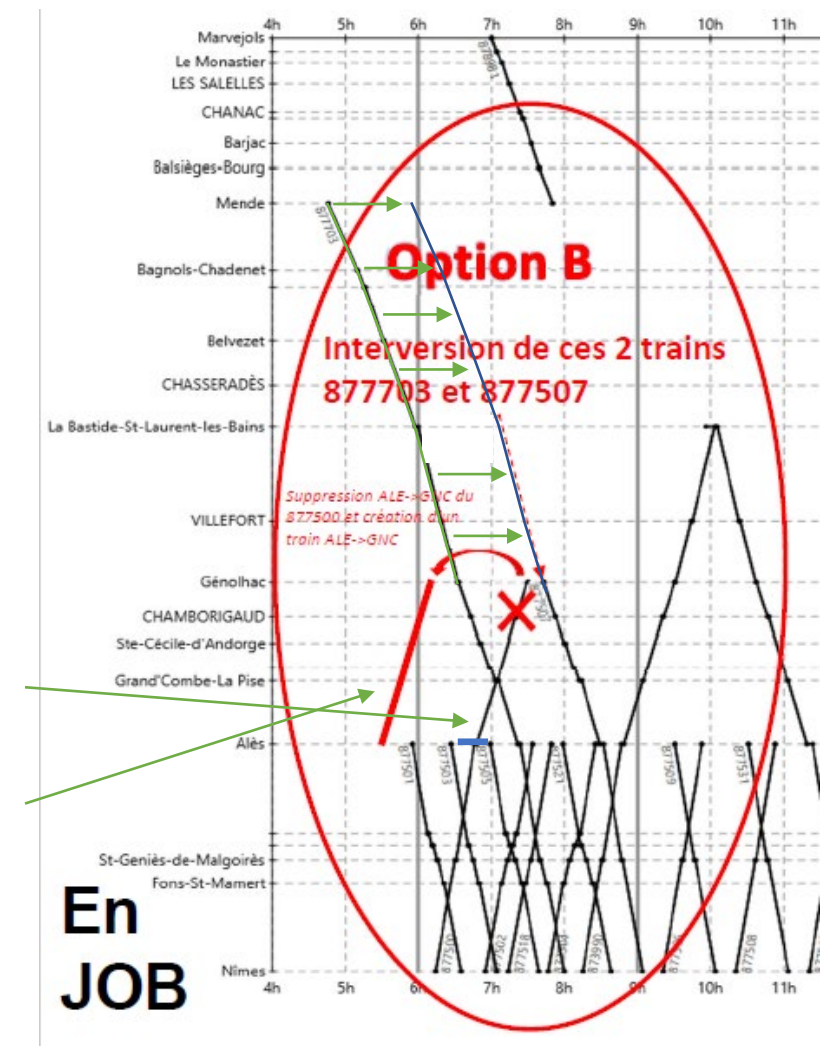 4h 5h 6h 7h 8h 9h 10h 11h
Marvejols
Le Monastier
LES SALELLES
CHANAC
Barjac
Balsièges-Bourg
Mende
877703
Bagnols-Chadenet
Option B
Belvezet
Interversion de ces 2 trains
CHASSERADÈS
877703 et 877507
La Bastide-St-Laurent-les-Bains
Suppression ALE->GNC du
VILLEFORT
877500 et création d'un
train ALE->GNC
Génolhac
CHAMBORIGAUD
Ste-Cécile-d'Andorge
Grand'Combe-La Pise
Alès
877501
877503
877505
877521
877509
877531
St-Geniès-de-Malgoirès
Fons-St-Mamert
En
JOB
877500
877502
877518
873990
877508
Nîmes
4h 5h 6h 7h 8h 9h 10h 11h